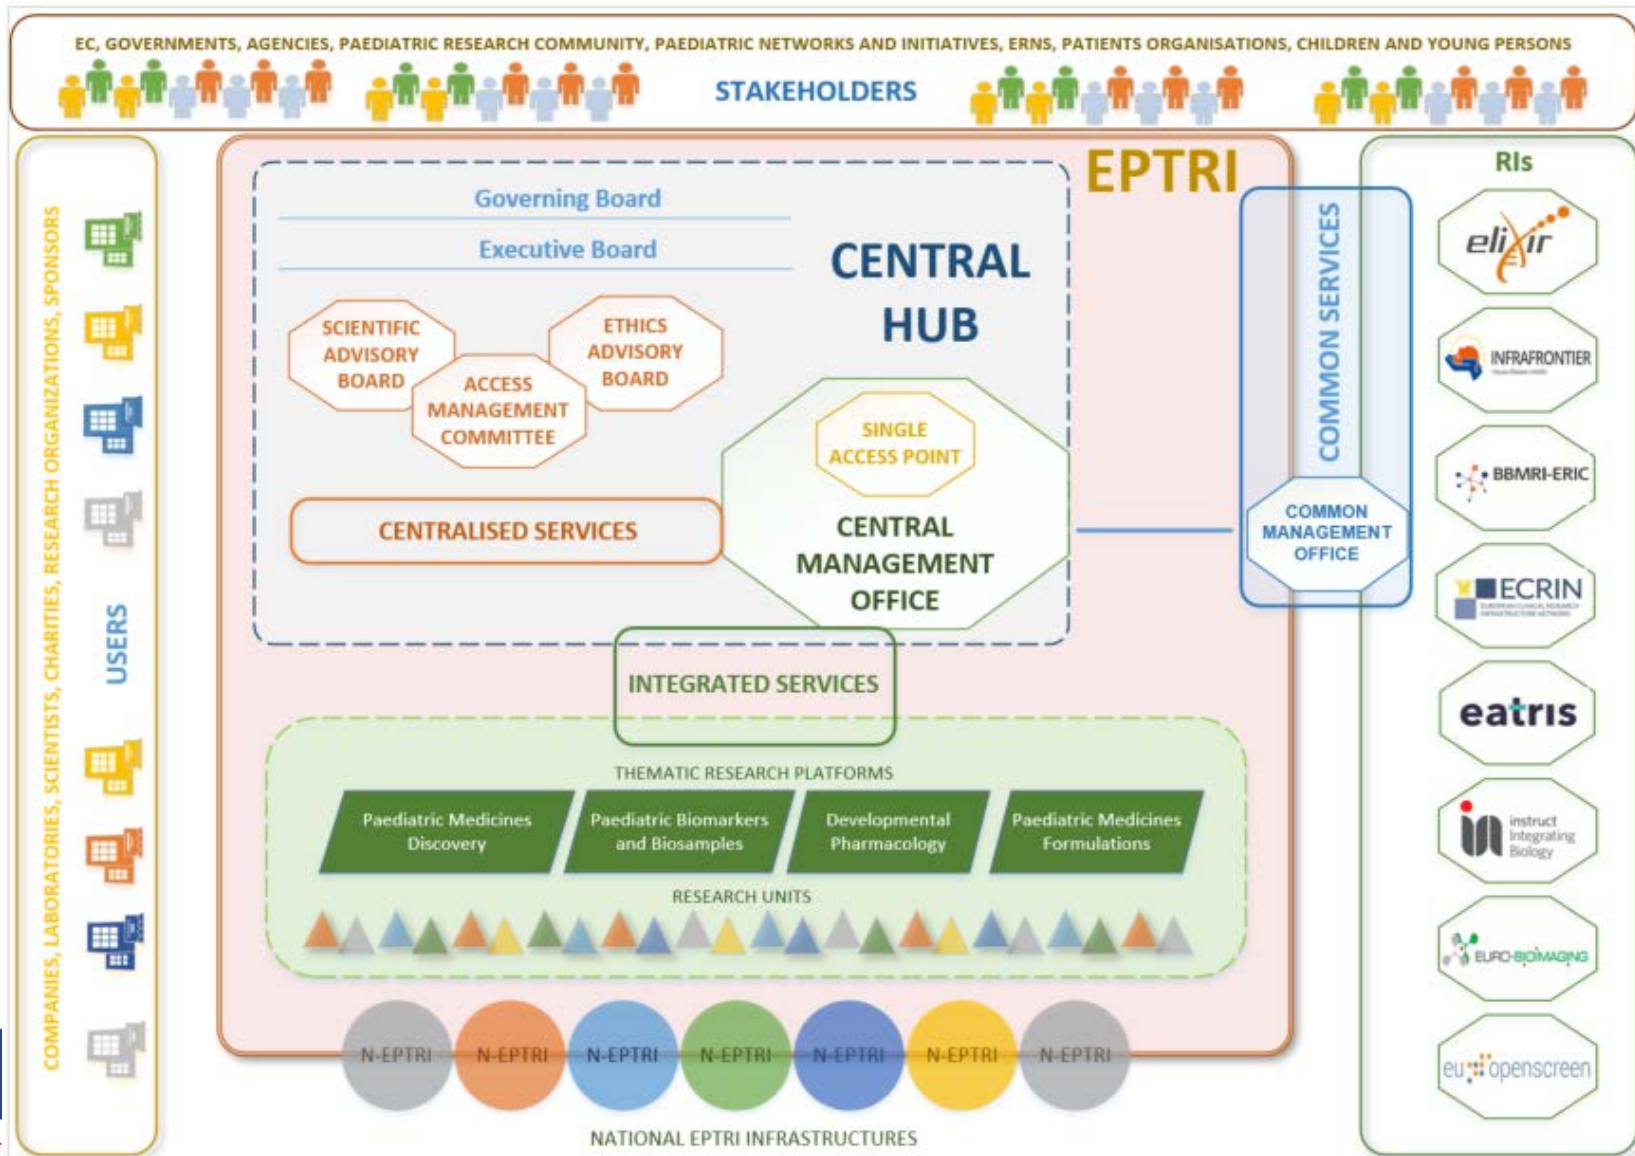 EC, GOVERNMENTS, AGENCIES, PAEDIATRIC RESEARCH COMMUNITY, PAEDIATRIC NETWORKS AND INITIATIVES, ERNS, PATIENTS ORGANISATIONS, CHILDREN AND YOUNG PERSONS
STAKEHOLDERS
COMPANIES, LABORATORIES, SCIENTISTS, CHARITIES, RESEARCH ORGANIZATIONS, SPONSORS
USERS
EPTRI
Governing Board
Executive Board
CENTRAL
HUB
SCIENTIFIC
ADVISORY
BOARD
ACCESS
MANAGEMENT
COMMITTEE
ETHICS
ADVISORY
BOARD
SINGLE
ACCESS POINT
CENTRAL
MANAGEMENT
OFFICE
CENTRALISED SERVICES
INTEGRATED SERVICES
THEMATIC RESEARCH PLATFORMS
Paediatric Medicines
Discovery
Paediatric Biomarkers
and Biosamples
Developmental
Pharmacology
Paediatric Medicines
Formulations
RESEARCH UNITS
N-EPTRI
N-EPTRI
N-EPTRI
N-EPTRI
N-EPTRI
N-EPTRI
N-EPTRI
NATIONAL EPTRI INFRASTRUCTURES
COMMON SERVICES
COMMON
MANAGEMENT
OFFICE
RIs
elixir
INFRAFRONTIER
BBMRI-ERIC
ECRIN
EUROPEAN CLINICAL RESEARCH
INFRASTRUCTURE NETWORK
eatris
instruct
Integrating
Biology
EURO-BIOIMAGING
eu openscreen